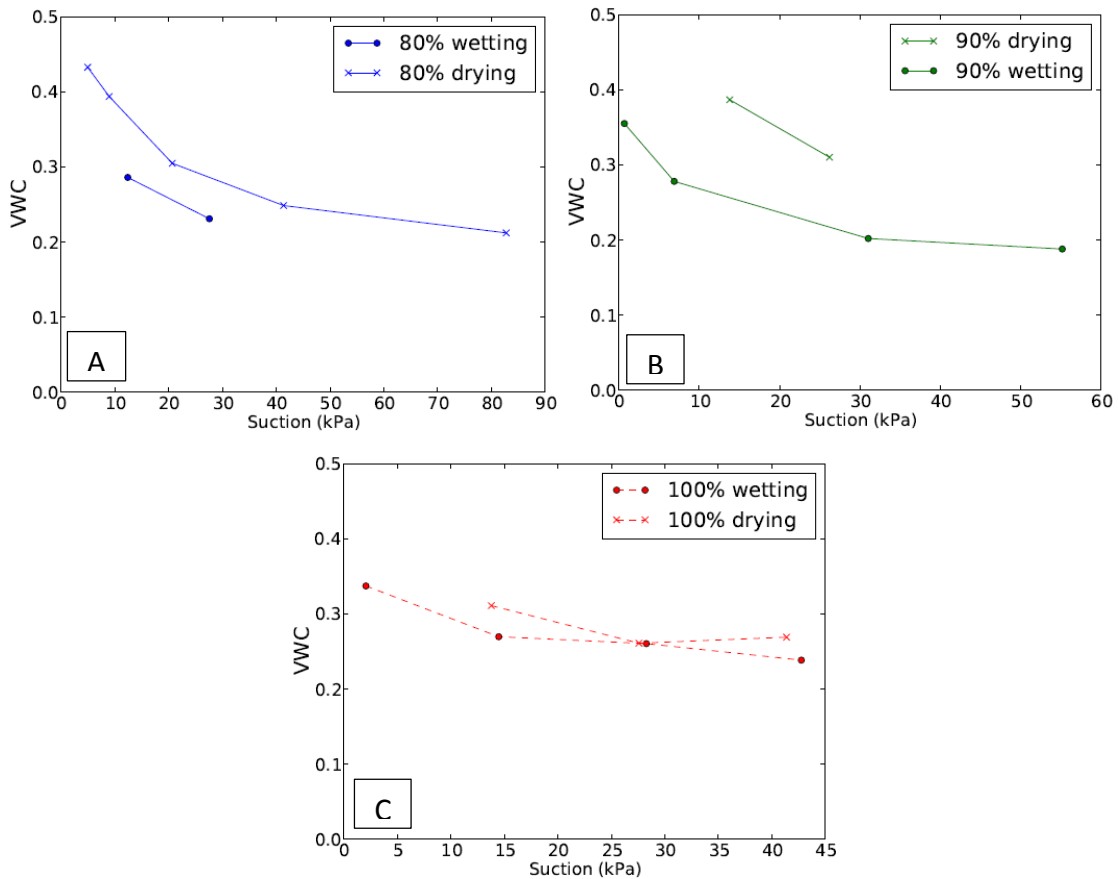 0.5
0.4
0.3
0.2
0.1
0.0
VWC
80% wetting
80% drying
A
0 10 20 30 40 50 60 70 80 90
Suction (kPa)
0.5
0.4
0.3
0.2
0.1
0.0
VWC
90% drying
90% wetting
B
0 10 20 30 40 50 60
Suction (kPa)
0.5
0.4
0.3
0.2
0.1
0.0
VWC
100% wetting
100% drying
C
0 5 10 15 20 25 30 35 40 45
Suction (kPa)